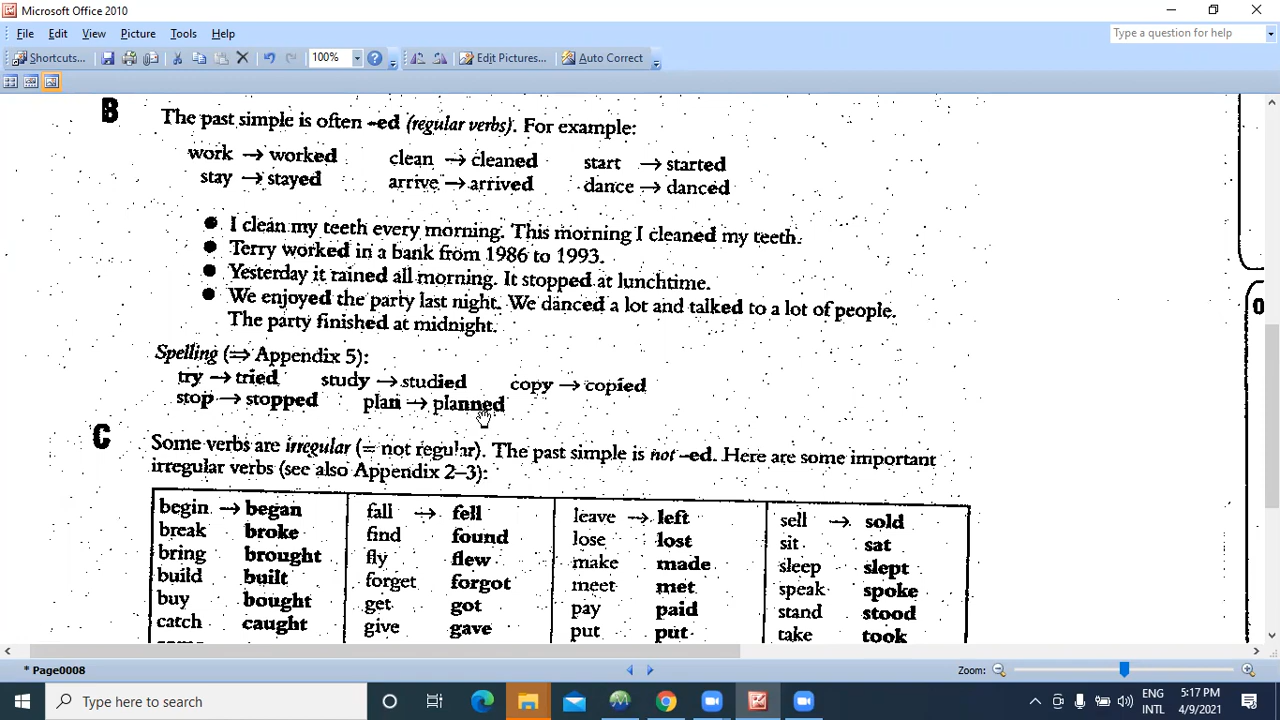 Microsoft Office 2010
File Edit View Picture Tools Help
Type a question for help
Shortcuts... 100% Edit Pictures... Auto Correct
B The past simple is often -ed (regular verbs). For example:
work → worked clean → cleaned start → started
stay → stayed arrive → arrived dance → danced
● I clean my teeth every morning. This morning I cleaned my teeth.
● Terry worked in a bank from 1986 to 1993.
● Yesterday it rained all morning. It stopped at lunchtime.
● We enjoyed the party last night. We danced a lot and talked to a lot of people.
The party finished at midnight.
Spelling (⇒ Appendix 5):
try → tried study → studied copy → copied
stop → stopped plan → planned
C Some verbs are irregular (= not regular). The past simple is not -ed. Here are some important
irregular verbs (see also Appendix 2–3):
begin → began fall → fell leave → left sell → sold
break broke find found lose lost sit sat
bring brought fly flew make made sleep slept
build built forget forgot meet met speak spoke
buy bought get got pay paid stand stood
catch caught give gave put put take took
* Page0008 Zoom:
Type here to search
ENG 5:17 PM
INTL 4/9/2021